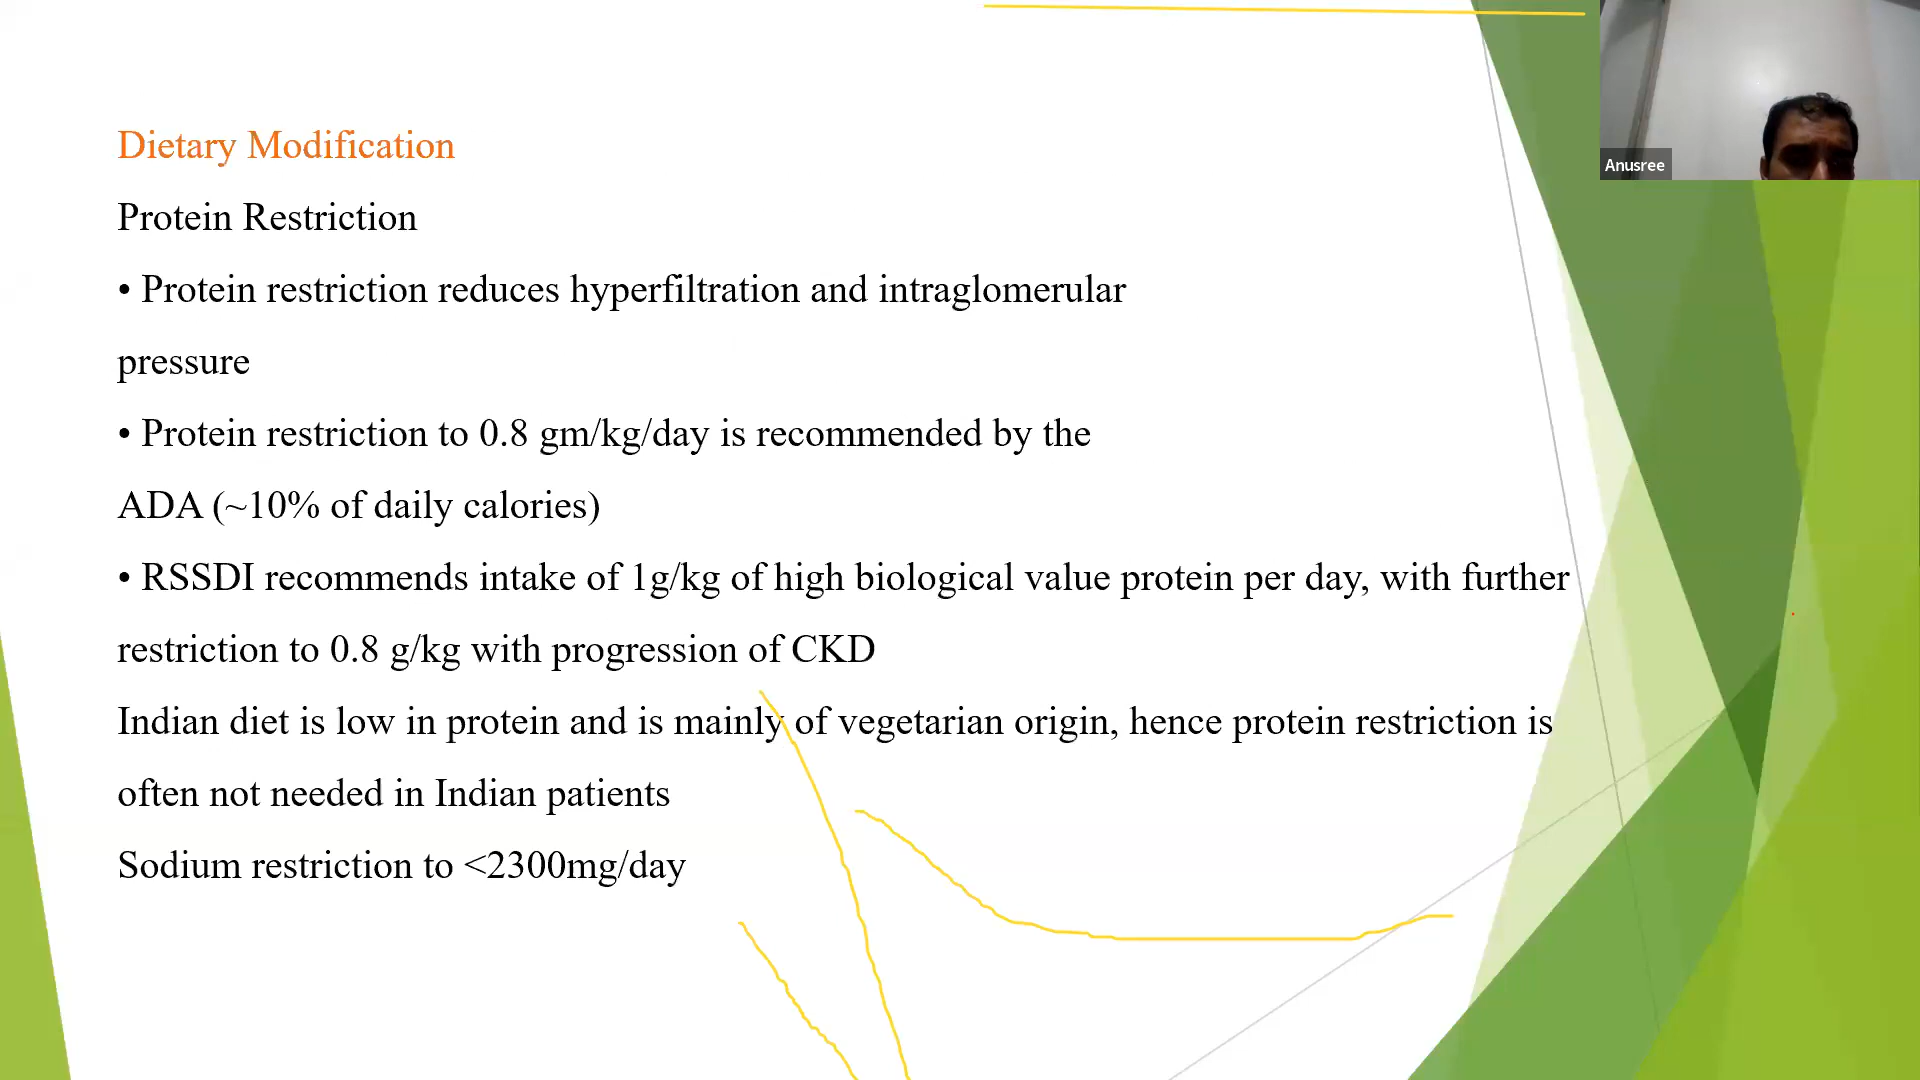 Dietary Modification
Anusree
Protein Restriction
• Protein restriction reduces hyperfiltration and intraglomerular
pressure
• Protein restriction to 0.8 gm/kg/day is recommended by the
ADA (~10% of daily calories)
• RSSDI recommends intake of 1g/kg of high biological value protein per day, with further
restriction to 0.8 g/kg with progression of CKD
Indian diet is low in protein and is mainly of vegetarian origin, hence protein restriction is
often not needed in Indian patients
Sodium restriction to <2300mg/day